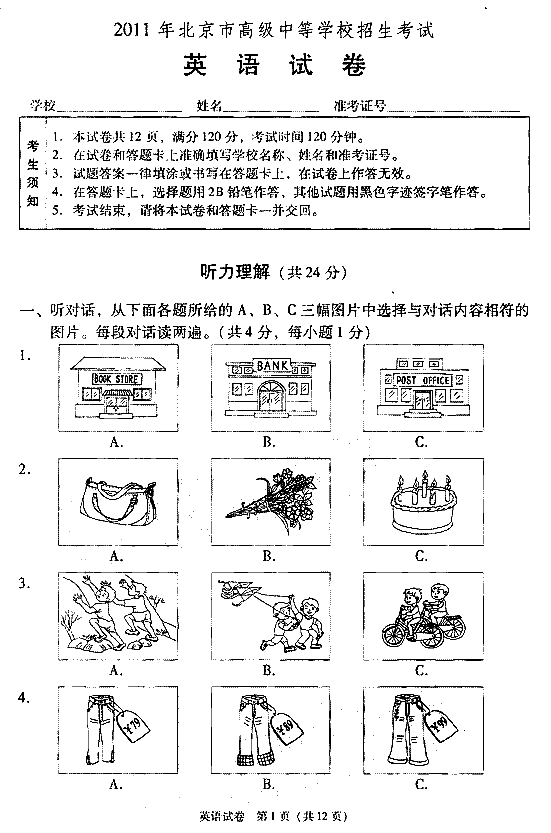 2011 年北京市高级中等学校招生考试
英 语 试 卷
学校 姓名 准考证号
考生须知
1. 本试卷共 12 页，满分 120 分，考试时间 120 分钟。
2. 在试卷和答题卡上准确填写学校名称、姓名和准考证号。
3. 试题答案一律填涂或书写在答题卡上，在试卷上作答无效。
4. 在答题卡上，选择题用 2B 铅笔作答，其他试题用黑色字迹签字笔作答。
5. 考试结束，请将本试卷和答题卡一并交回。
听力理解（共 24 分）
一、听对话，从下面各题所给的 A、B、C 三幅图片中选择与对话内容相符的
图片。每段对话读两遍。（共 4 分，每小题 1 分）
1.
BOOK STORE BANK POST OFFICE
A. B. C.
2.
A. B. C.
3.
A. B. C.
4.
¥79 ¥89 ¥99
A. B. C.
英语试卷 第 1 页（共 12 页）